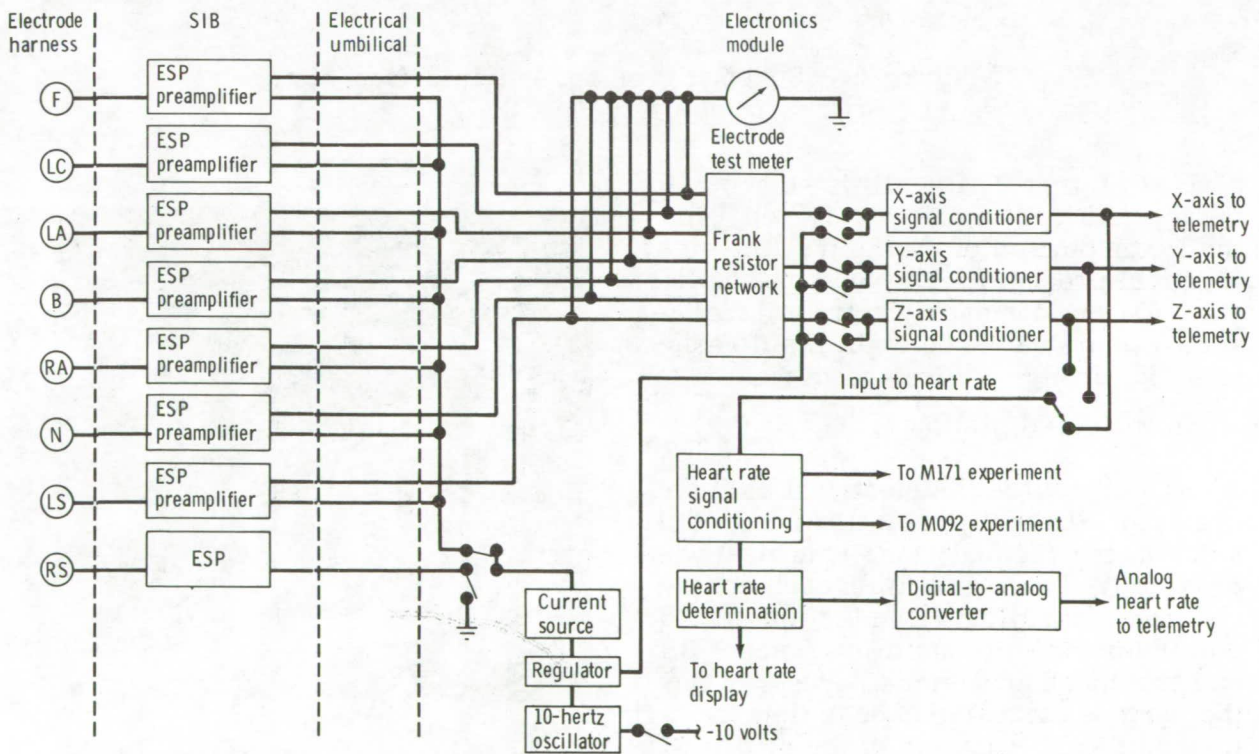 Electrode
harness
SIB
Electrical
umbilical
Electronics
module
F
ESP
preamplifier
LC
ESP
preamplifier
LA
ESP
preamplifier
B
ESP
preamplifier
RA
ESP
preamplifier
N
ESP
preamplifier
LS
ESP
preamplifier
RS
ESP
Electrode
test meter
Frank
resistor
network
X-axis
signal conditioner
Y-axis
signal conditioner
Z-axis
signal conditioner
X-axis to
telemetry
Y-axis to
telemetry
Z-axis to
telemetry
Input to heart rate
Heart rate
signal
conditioning
To M171 experiment
To M092 experiment
Heart rate
determination
Digital-to-analog
converter
Analog
heart rate
to telemetry
To heart rate
display
Current
source
Regulator
10-hertz
oscillator
-10 volts